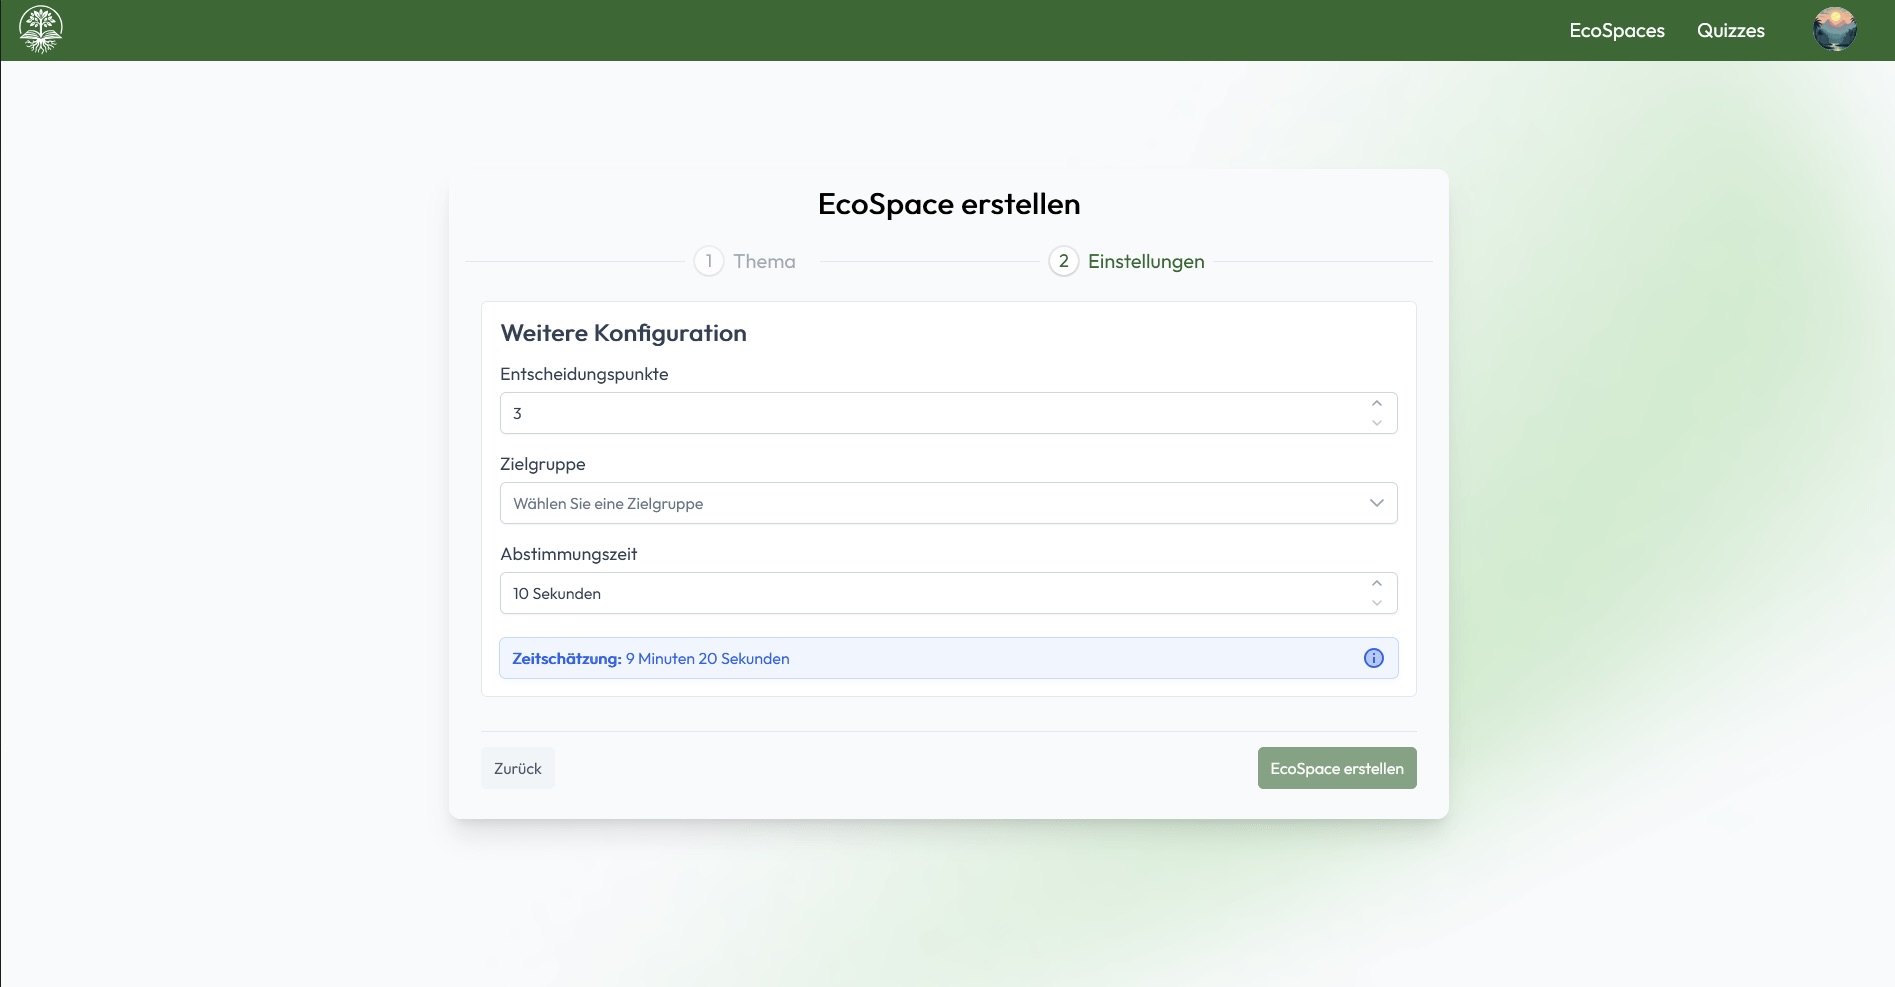 EcoSpaces Quizzes
EcoSpace erstellen
1 Thema 2 Einstellungen
Weitere Konfiguration
Entscheidungspunkte
3
Zielgruppe
Wählen Sie eine Zielgruppe
Abstimmungszeit
10 Sekunden
Zeitschätzung: 9 Minuten 20 Sekunden
Zurück EcoSpace erstellen